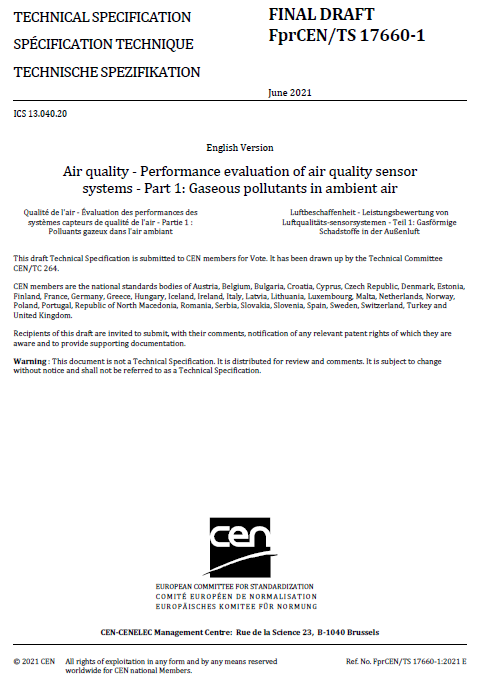 TECHNICAL SPECIFICATION
SPÉCIFICATION TECHNIQUE
TECHNISCHE SPEZIFIKATION
FINAL DRAFT
FprCEN/TS 17660-1
June 2021
ICS 13.040.20
English Version
Air quality - Performance evaluation of air quality sensor
systems - Part 1: Gaseous pollutants in ambient air
Qualité de l'air - Évaluation des performances des
systèmes capteurs de qualité de l'air - Partie 1 :
Polluants gazeux dans l'air ambiant
Luftbeschaffenheit - Leistungsbewertung von
Luftqualitäts-sensorsystemen - Teil 1: Gasförmige
Schadstoffe in der Außenluft
This draft Technical Specification is submitted to CEN members for Vote. It has been drawn up by the Technical Committee
CEN/TC 264.
CEN members are the national standards bodies of Austria, Belgium, Bulgaria, Croatia, Cyprus, Czech Republic, Denmark, Estonia,
Finland, France, Germany, Greece, Hungary, Iceland, Ireland, Italy, Latvia, Lithuania, Luxembourg, Malta, Netherlands, Norway,
Poland, Portugal, Republic of North Macedonia, Romania, Serbia, Slovakia, Slovenia, Spain, Sweden, Switzerland, Turkey and
United Kingdom.
Recipients of this draft are invited to submit, with their comments, notification of any relevant patent rights of which they are
aware and to provide supporting documentation.
Warning : This document is not a Technical Specification. It is distributed for review and comments. It is subject to change
without notice and shall not be referred to as a Technical Specification.
cen
EUROPEAN COMMITTEE FOR STANDARDIZATION
COMITÉ EUROPÉEN DE NORMALISATION
EUROPÄISCHES KOMITEE FÜR NORMUNG
CEN-CENELEC Management Centre: Rue de la Science 23, B-1040 Brussels
© 2021 CEN All rights of exploitation in any form and by any means reserved
worldwide for CEN national Members.
Ref. No. FprCEN/TS 17660-1:2021 E